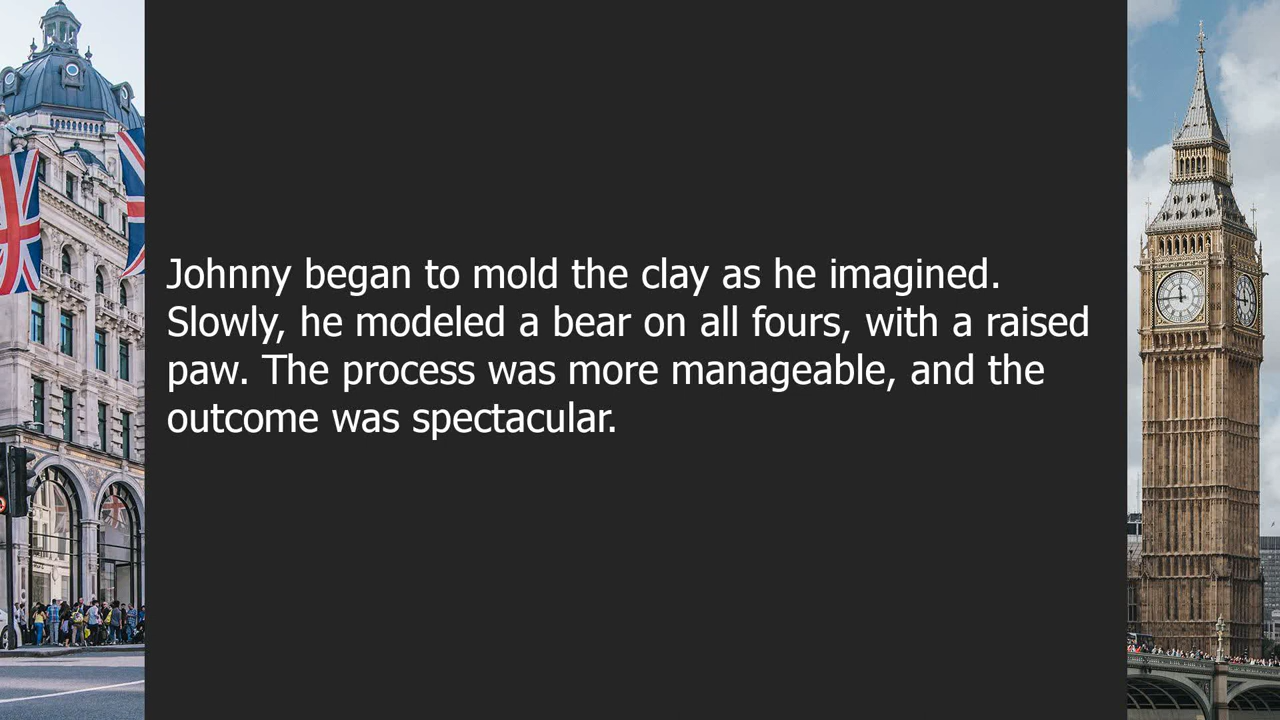 Johnny began to mold the clay as he imagined.
Slowly, he modeled a bear on all fours, with a raised
paw. The process was more manageable, and the
outcome was spectacular.